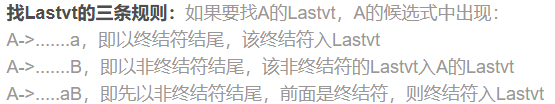 找Lastvt的三条规则：如果要找A的Lastvt，A的候选式中出现：
A->.......a，即以终结符结尾，该终结符入Lastvt
A->.......B，即以非终结符结尾，该非终结符的Lastvt入A的Lastvt
A->.....aB，即先以非终结符结尾，前面是终结符，则终结符入Lastvt